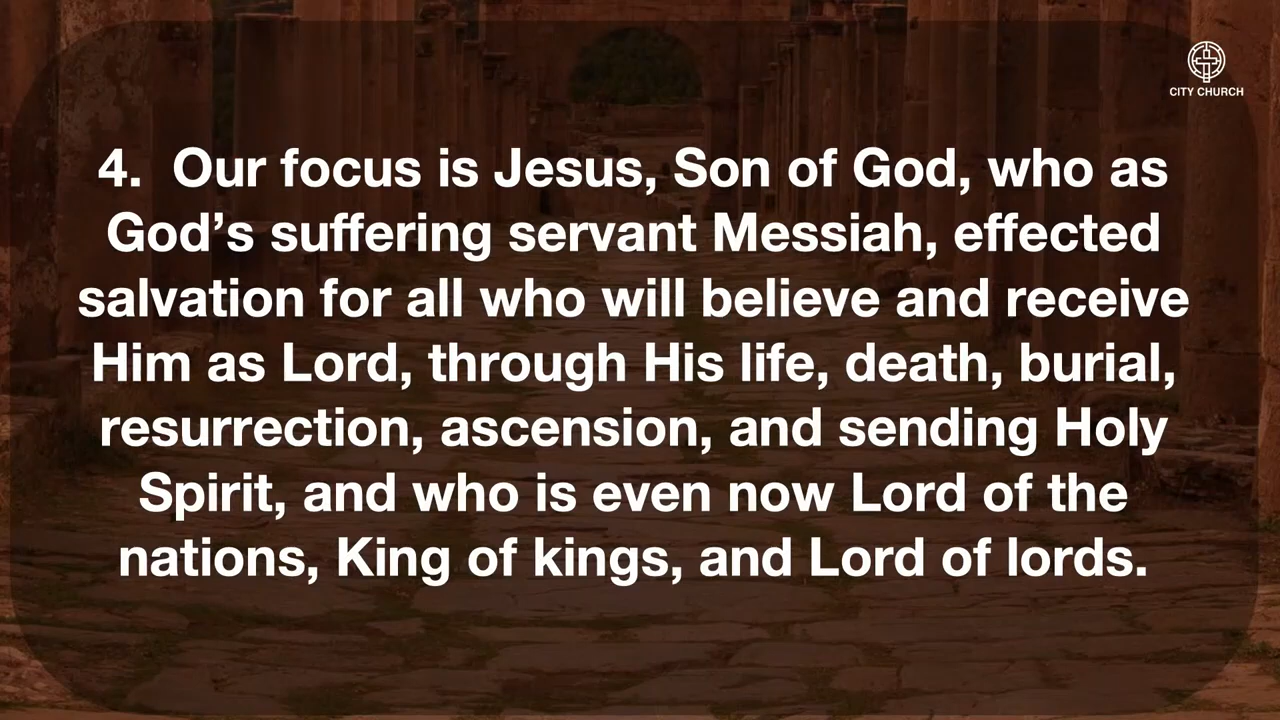 CITY CHURCH
4. Our focus is Jesus, Son of God, who as
God’s suffering servant Messiah, effected
salvation for all who will believe and receive
Him as Lord, through His life, death, burial,
resurrection, ascension, and sending Holy
Spirit, and who is even now Lord of the
nations, King of kings, and Lord of lords.